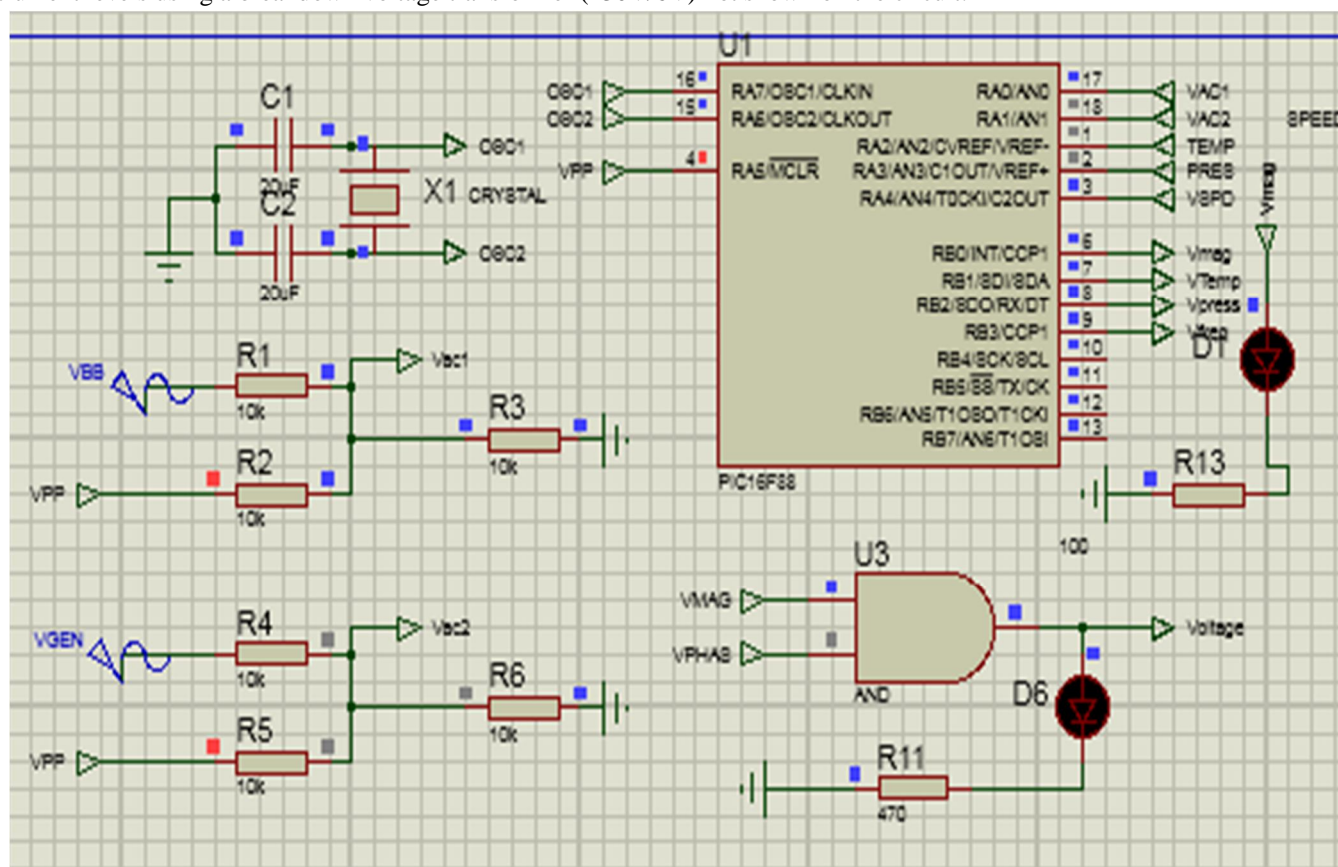 U1
C1
OSC1
C2
20uF
X1 CRYSTAL
OSC2
OSC1
OSC2
VPP
16
15
4
RA7/OSC1/CLKIN
RA6/OSC2/CLKOUT
RA5/MCLR
RA0/AN0
RA1/AN1
RA2/AN2/CVREF/VREF-
RA3/AN3/C1OUT/VREF+
RA4/AN4/T0CKI/C2OUT
RB0/INT/CCP1
RB1/SDI/SDA
RB2/SDO/RX/DT
RB3/CCP1
RB4/SCK/SCL
RB5/SS/TX/CK
RB6/AN5/T1OSO/T1CKI
RB7/AN6/T1OSI
17
18
1
2
3
6
7
8
9
10
11
12
13
VAC1
VAC2
TEMP
PRES
VSPD
Vmag
VTemp
Vpress
PIC16F88
SPEED
Vmag
D1
R13
100
VBB
R1
10k
Vac1
R3
10k
VPP
R2
10k
VGEN
R4
10k
Vac2
R6
10k
VPP
R5
10k
U3
VMAG
VPHAS
AND
Voltage
D6
R11
470